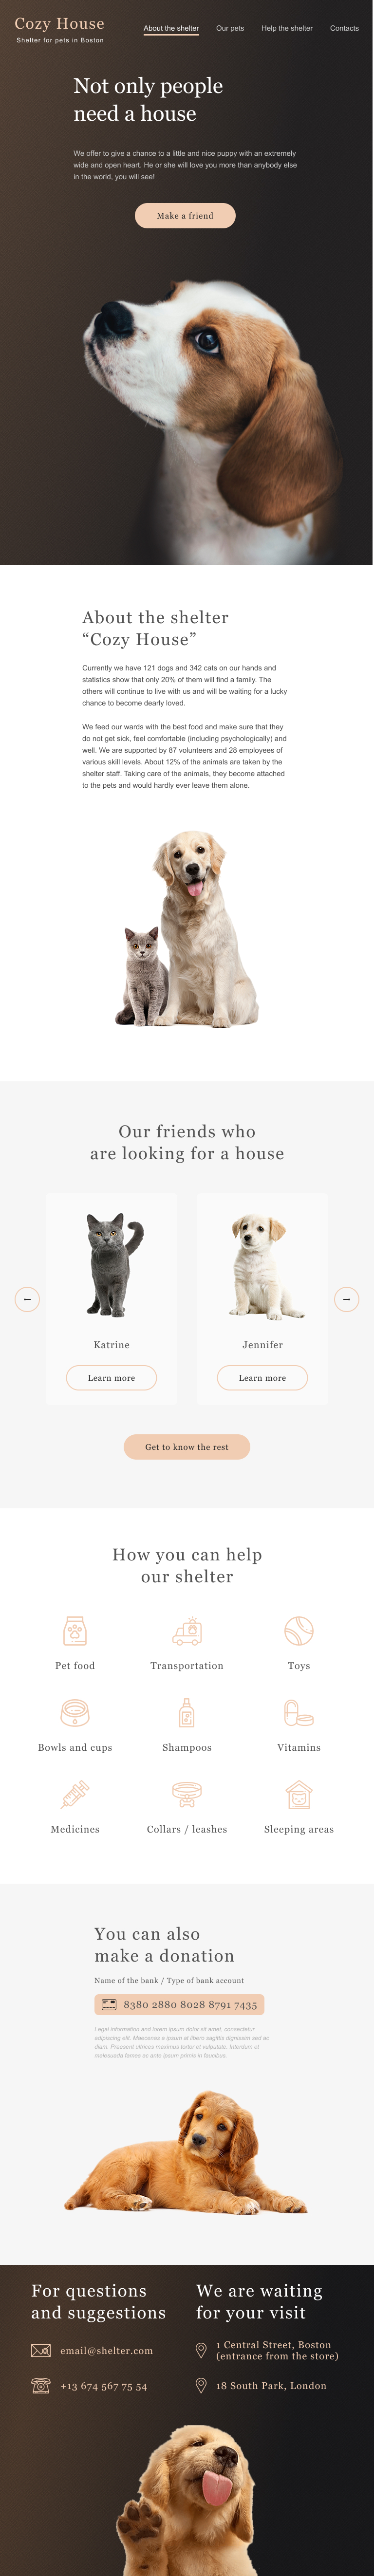 Cozy House
Shelter for pets in Boston
About the shelter
Our pets
Help the shelter
Contacts
Not only people
need a house
We offer to give a chance to a little and nice puppy with an extremely
wide and open heart. He or she will love you more than anybody else
in the world, you will see!
Make a friend
About the shelter
“Cozy House”
Currently we have 121 dogs and 342 cats on our hands and
statistics show that only 20% of them will find a family. The
others will continue to live with us and will be waiting for a lucky
chance to become dearly loved.
We feed our wards with the best food and make sure that they
do not get sick, feel comfortable (including psychologically) and
well. We are supported by 87 volunteers and 28 employees of
various skill levels. About 12% of the animals are taken by the
shelter staff. Taking care of the animals, they become attached
to the pets and would hardly ever leave them alone.
Our friends who
are looking for a house
Katrine
Learn more
Jennifer
Learn more
Get to know the rest
How you can help
our shelter
Pet food
Transportation
Toys
Bowls and cups
Shampoos
Vitamins
Medicines
Collars / leashes
Sleeping areas
You can also
make a donation
Name of the bank / Type of bank account
8380 2880 8028 8791 7435
Legal information and lorem ipsum dolor sit amet, consectetur
adipiscing elit. Maecenas a ipsum at libero sagittis dignissim sed ac
diam. Praesent ultrices maximus tortor et vulputate. Interdum et
malesuada fames ac ante ipsum primis in faucibus.
For questions
and suggestions
email@shelter.com
+13 674 567 75 54
We are waiting
for your visit
1 Central Street, Boston
(entrance from the store)
18 South Park, London